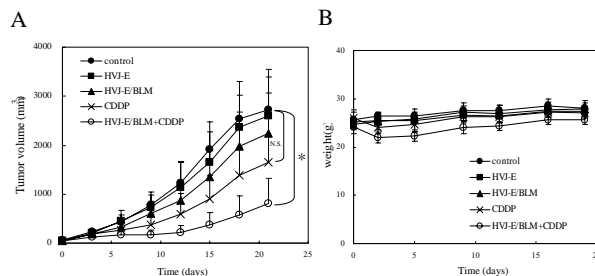 A
Tumor volume (mm3)
4000
3000
2000
1000
0
control
HVJ-E
HVJ-E/BLM
CDDP
HVJ-E/BLM+CDDP
N.S.
*
0 5 10 15 20 25
Time (days)
B
weight(g)
40
30
20
10
0
control
HVJ-E
HVJ-E/BLM
CDDP
HVJ-E/BLM+CDDP
0 5 10 15 20 25
Time (days)